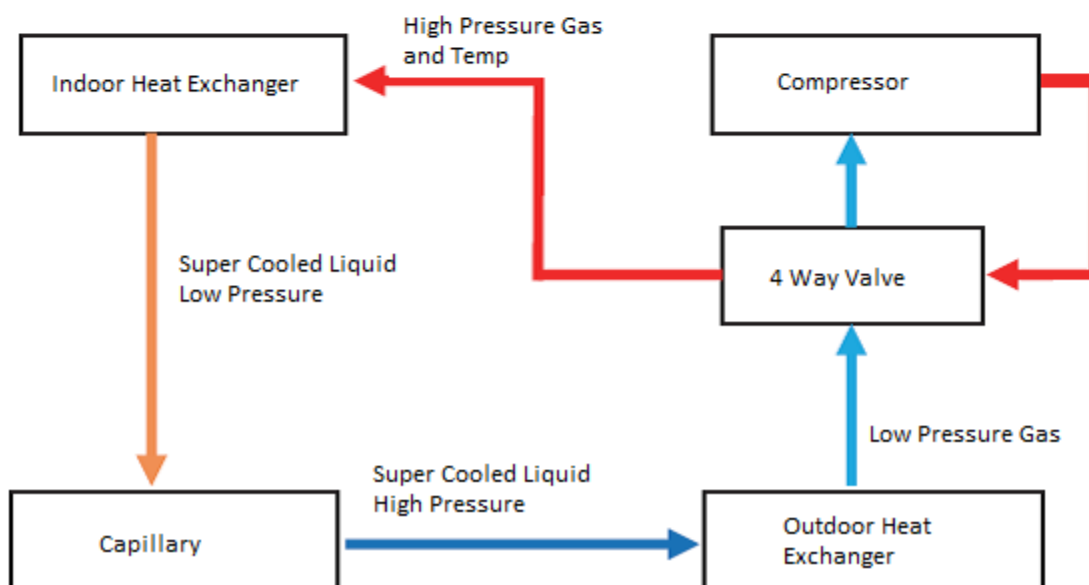 High Pressure Gas
and Temp
Indoor Heat Exchanger
Compressor
Super Cooled Liquid
Low Pressure
4 Way Valve
Low Pressure Gas
Super Cooled Liquid
High Pressure
Capillary
Outdoor Heat
Exchanger